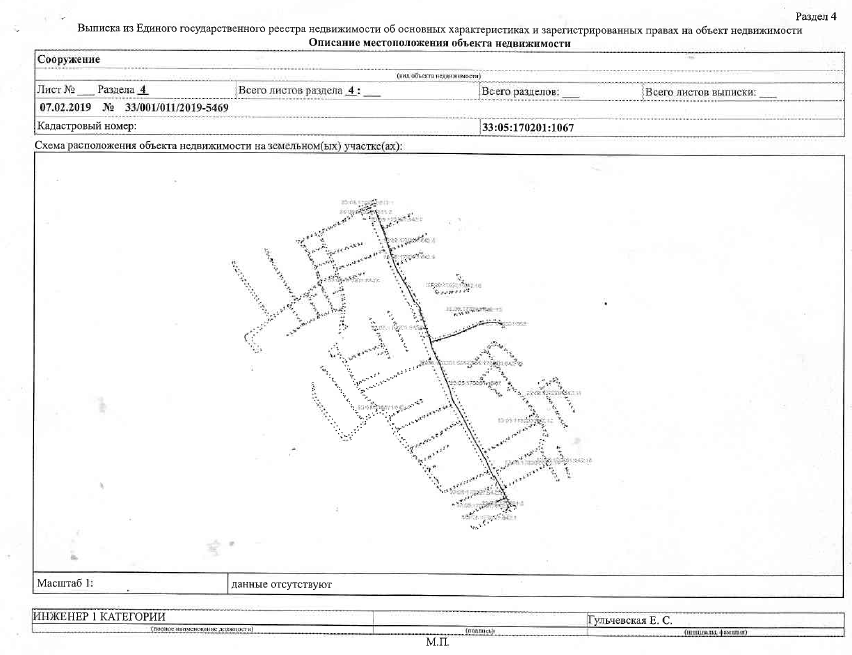 Раздел 4
Выписка из Единого государственного реестра недвижимости об основных характеристиках и зарегистрированных правах на объект недвижимости
Описание местоположения объекта недвижимости
Сооружение
(вид объекта недвижимости)
Лист № ___ Раздела 4 Всего листов раздела 4 : ___ Всего разделов: ___ Всего листов выписки: ___
07.02.2019 № 33/001/011/2019-5469
Кадастровый номер: 33:05:170201:1067
Схема расположения объекта недвижимости на земельном(ых) участке(ах):
Масштаб 1: данные отсутствуют
ИНЖЕНЕР 1 КАТЕГОРИИ Гульчевская Е. С.
(полное наименование должности) (подпись) (инициалы, фамилия)
М.П.